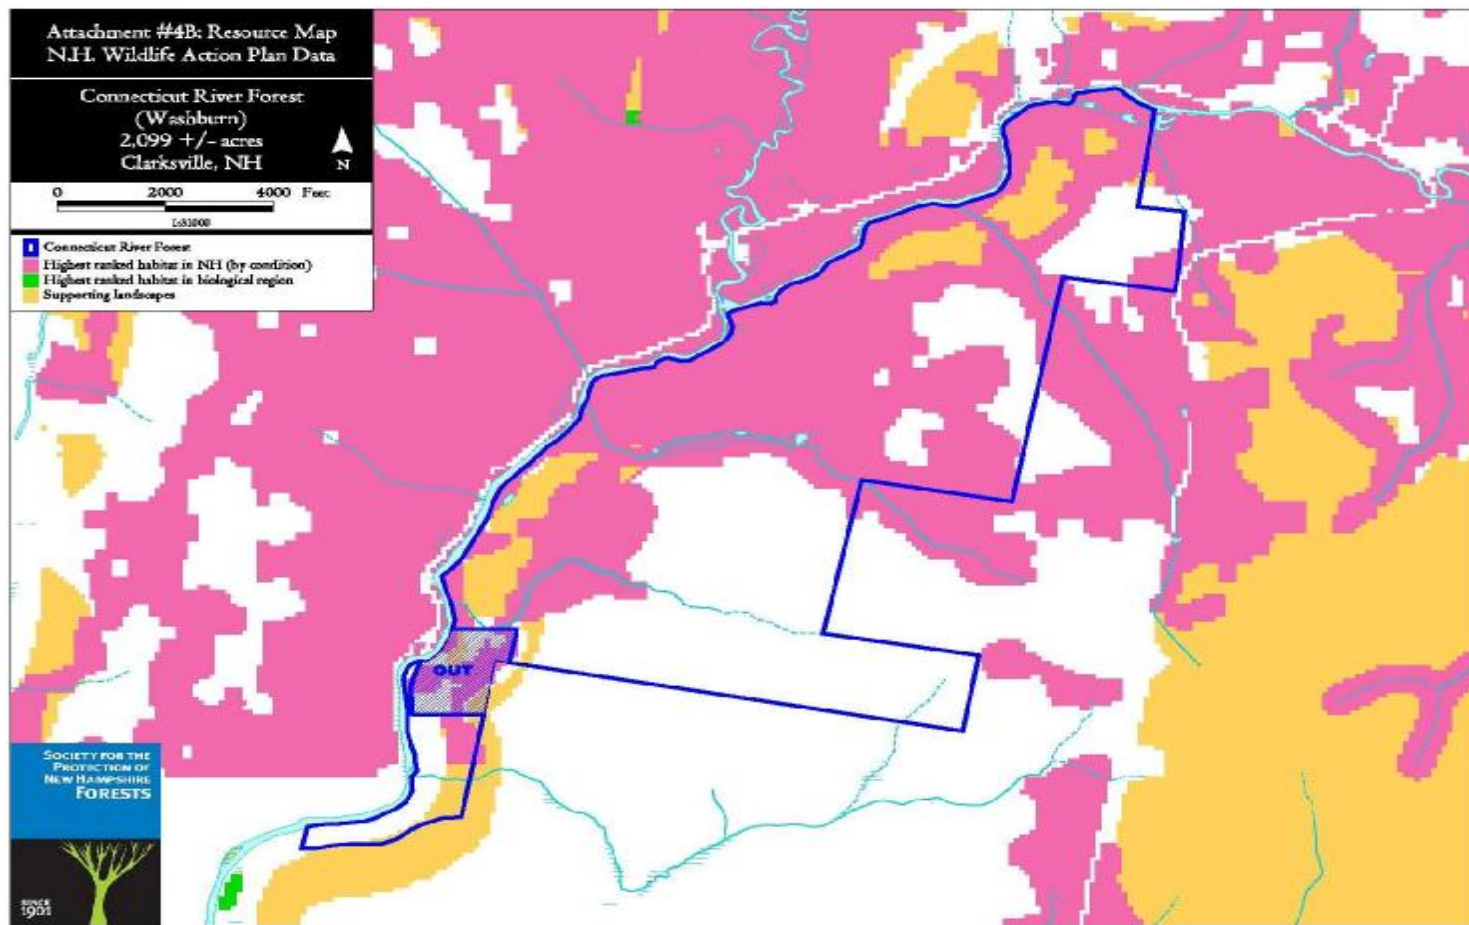 Attachment #4B: Resource Map
N.H. Wildlife Action Plan Data
Connecticut River Forest
(Washburn)
2,099 +/- acres
Clarksville, NH
N
0 2000 4000 Feet
Connecticut River Forest
Highest ranked habitat in NH (by condition)
Highest ranked habitat in biological region
Supporting landscapes
OUT
SOCIETY FOR THE
PROTECTION OF
NEW HAMPSHIRE
FORESTS
SINCE
1901